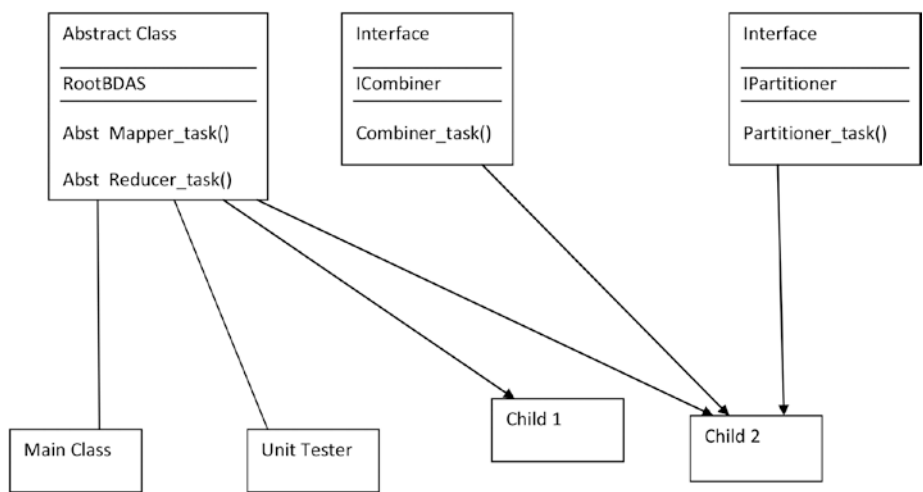 Abstract Class
RootBDAS
Abst Mapper_task()
Abst Reducer_task()
Interface
ICombiner
Combiner_task()
Interface
IPartitioner
Partitioner_task()
Main Class
Unit Tester
Child 1
Child 2